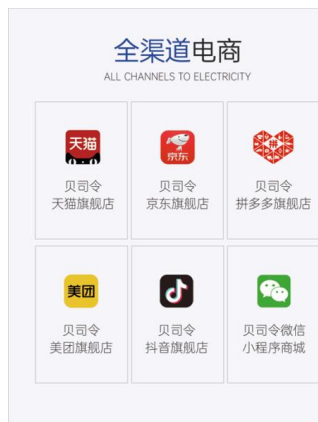 全渠道电商
ALL CHANNELS TO ELECTRICITY
天猫
贝司令
天猫旗舰店
京东
贝司令
京东旗舰店
拼
贝司令
拼多多旗舰店
美团
贝司令
美团旗舰店
贝司令
抖音旗舰店
贝司令微信
小程序商城